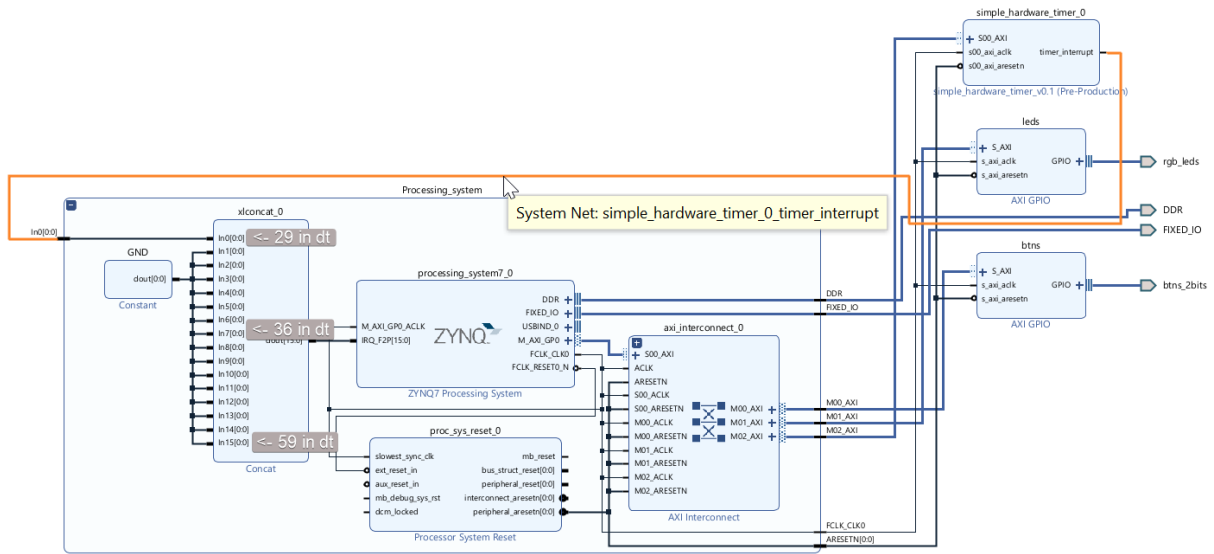 simple_hardware_timer_0
S00_AXI
s00_axi_aclk
s00_axi_aresetn
timer_interrupt
simple_hardware_timer_v0.1 (Pre-Production)
leds
S_AXI
s_axi_aclk
s_axi_aresetn
GPIO
AXI GPIO
rgb_leds
DDR
FIXED_IO
btns
S_AXI
s_axi_aclk
s_axi_aresetn
GPIO
AXI GPIO
btns_2bits
Processing_system
System Net: simple_hardware_timer_0_timer_interrupt
In0[0:0]
xlconcat_0
In0[0:0]
In1[0:0]
In2[0:0]
In3[0:0]
In4[0:0]
In5[0:0]
In6[0:0]
In7[0:0]
In8[0:0]
In9[0:0]
In10[0:0]
In11[0:0]
In12[0:0]
In13[0:0]
In14[0:0]
In15[0:0]
<- 29 in dt
<- 36 in dt
<- 59 in dt
Concat
GND
dout[0:0]
Constant
processing_system7_0
M_AXI_GP0_ACLK
IRQ_F2P[15:0]
ZYNQ
DDR
FIXED_IO
USBIND_0
M_AXI_GP0
FCLK_CLK0
FCLK_RESET0_N
ZYNQ7 Processing System
proc_sys_reset_0
slowest_sync_clk
ext_reset_in
aux_reset_in
mb_debug_sys_rst
dcm_locked
mb_reset
bus_struct_reset[0:0]
peripheral_reset[0:0]
interconnect_aresetn[0:0]
peripheral_aresetn[0:0]
Processor System Reset
axi_interconnect_0
S00_AXI
ACLK
ARESETN
S00_ACLK
S00_ARESETN
M00_ACLK
M00_ARESETN
M01_ACLK
M01_ARESETN
M02_ACLK
M02_ARESETN
M00_AXI
M01_AXI
M02_AXI
AXI Interconnect
DDR
FIXED_IO
M00_AXI
M01_AXI
M02_AXI
FCLK_CLK0
ARESETN[0:0]